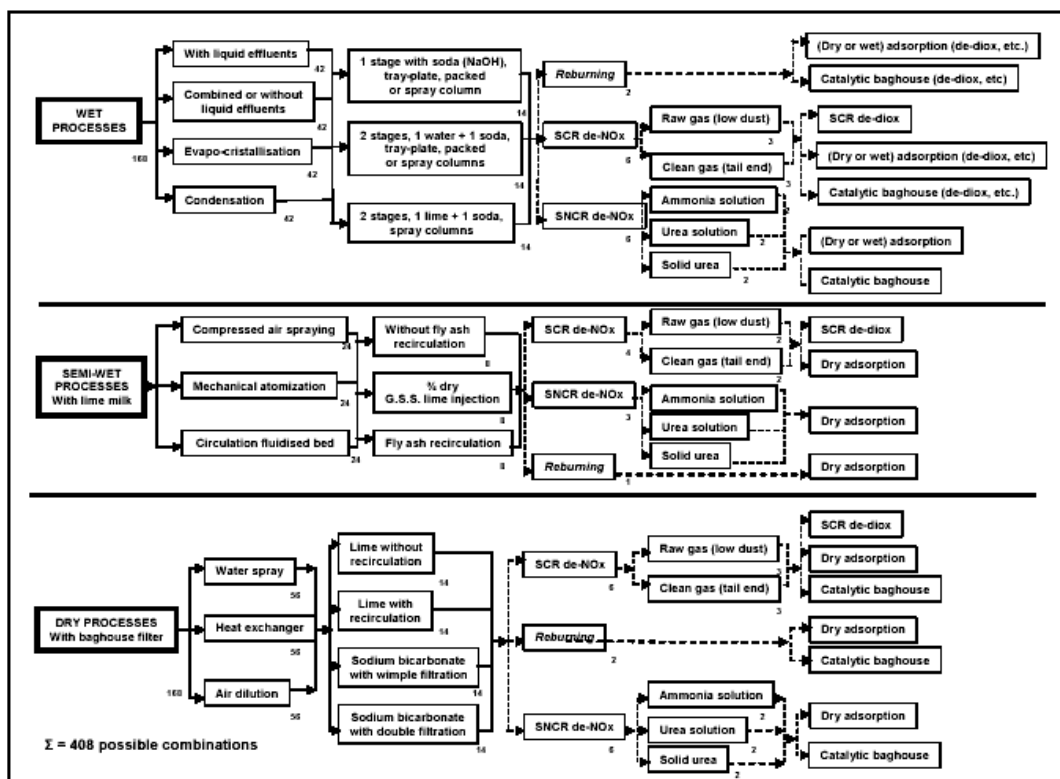 With liquid effluents
42
Combined or without
liquid effluents
42
WET
PROCESSES
168
Evapo-cristallisation
42
Condensation
42
1 stage with soda (NaOH),
tray-plate, packed
or spray column
14
2 stages, 1 water + 1 soda,
tray-plate, packed
or spray columns
14
2 stages, 1 lime + 1 soda,
spray columns
14
Reburning
2
SCR de-NOx
6
SNCR de-NOx
6
Raw gas (low dust)
3
Clean gas (tail end)
3
Ammonia solution
2
Urea solution
2
Solid urea
2
(Dry or wet) adsorption (de-diox, etc.)
Catalytic baghouse (de-diox, etc)
SCR de-diox
(Dry or wet) adsorption (de-diox, etc)
Catalytic baghouse (de-diox, etc.)
(Dry or wet) adsorption
Catalytic baghouse
SEMI-WET
PROCESSES
With lime milk
Compressed air spraying
24
Mechanical atomization
24
Circulation fluidised bed
24
Without fly ash
recirculation
8
¾ dry
G.S.S. lime injection
8
Fly ash recirculation
8
SCR de-NOx
4
SNCR de-NOx
3
Reburning
1
Raw gas (low dust)
2
Clean gas (tail end)
2
Ammonia solution
Urea solution
Solid urea
SCR de-diox
Dry adsorption
Dry adsorption
Dry adsorption
DRY PROCESSES
With baghouse filter
168
Water spray
56
Heat exchanger
56
Air dilution
56
Lime without
recirculation
14
Lime with
recirculation
14
Sodium bicarbonate
with wimple filtration
14
Sodium bicarbonate
with double filtration
14
SCR de-NOx
6
Reburning
2
SNCR de-NOx
6
Raw gas (low dust)
3
Clean gas (tail end)
3
Ammonia solution
2
Urea solution
2
Solid urea
2
SCR de-diox
Dry adsorption
Catalytic baghouse
Dry adsorption
Catalytic baghouse
Dry adsorption
Catalytic baghouse
Σ = 408 possible combinations